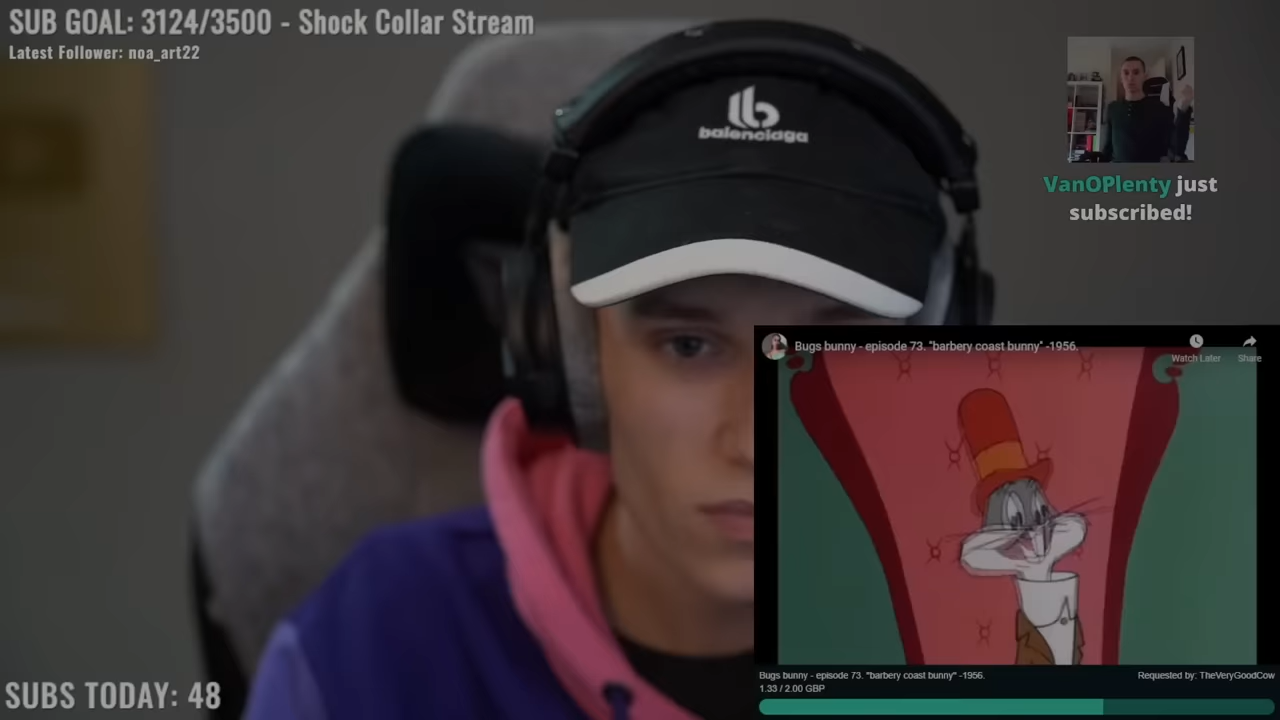 SUB GOAL: 3124/3500 - Shock Collar Stream
Latest Follower: noa_art22
balenciaga
VanOPlenty just
subscribed!
Bugs bunny - episode 73. "barbery coast bunny" -1956.
Watch Later
Share
Bugs bunny - episode 73. "barbery coast bunny" -1956.
Requested by: TheVeryGoodCow
1.33 / 2.00 GBP
SUBS TODAY: 48